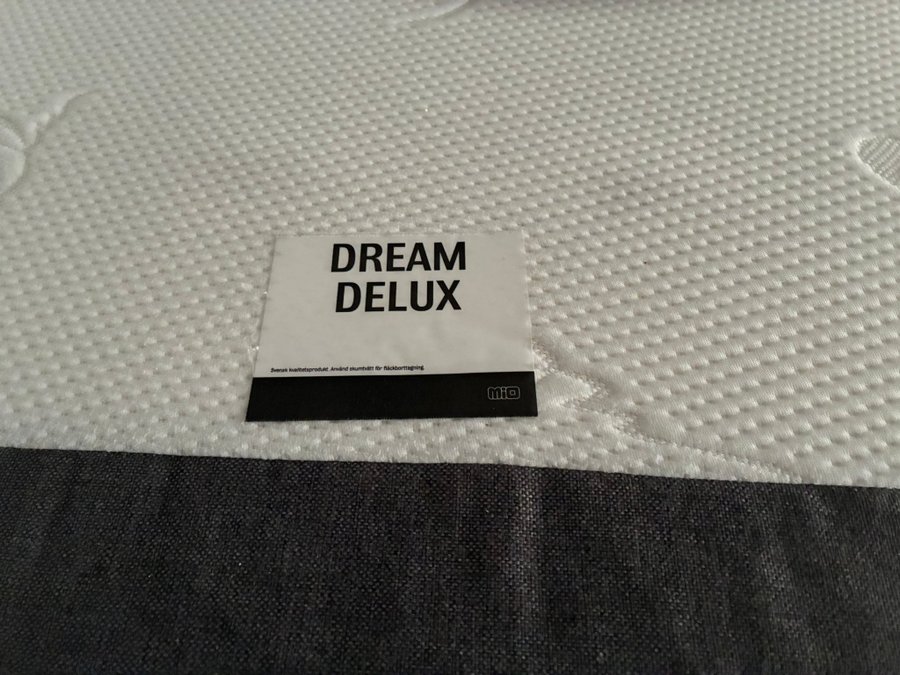 DREAM
DELUX
Svensk kvalitetsprodukt. Använd skumtvätt för fläckborttagning.
MiO